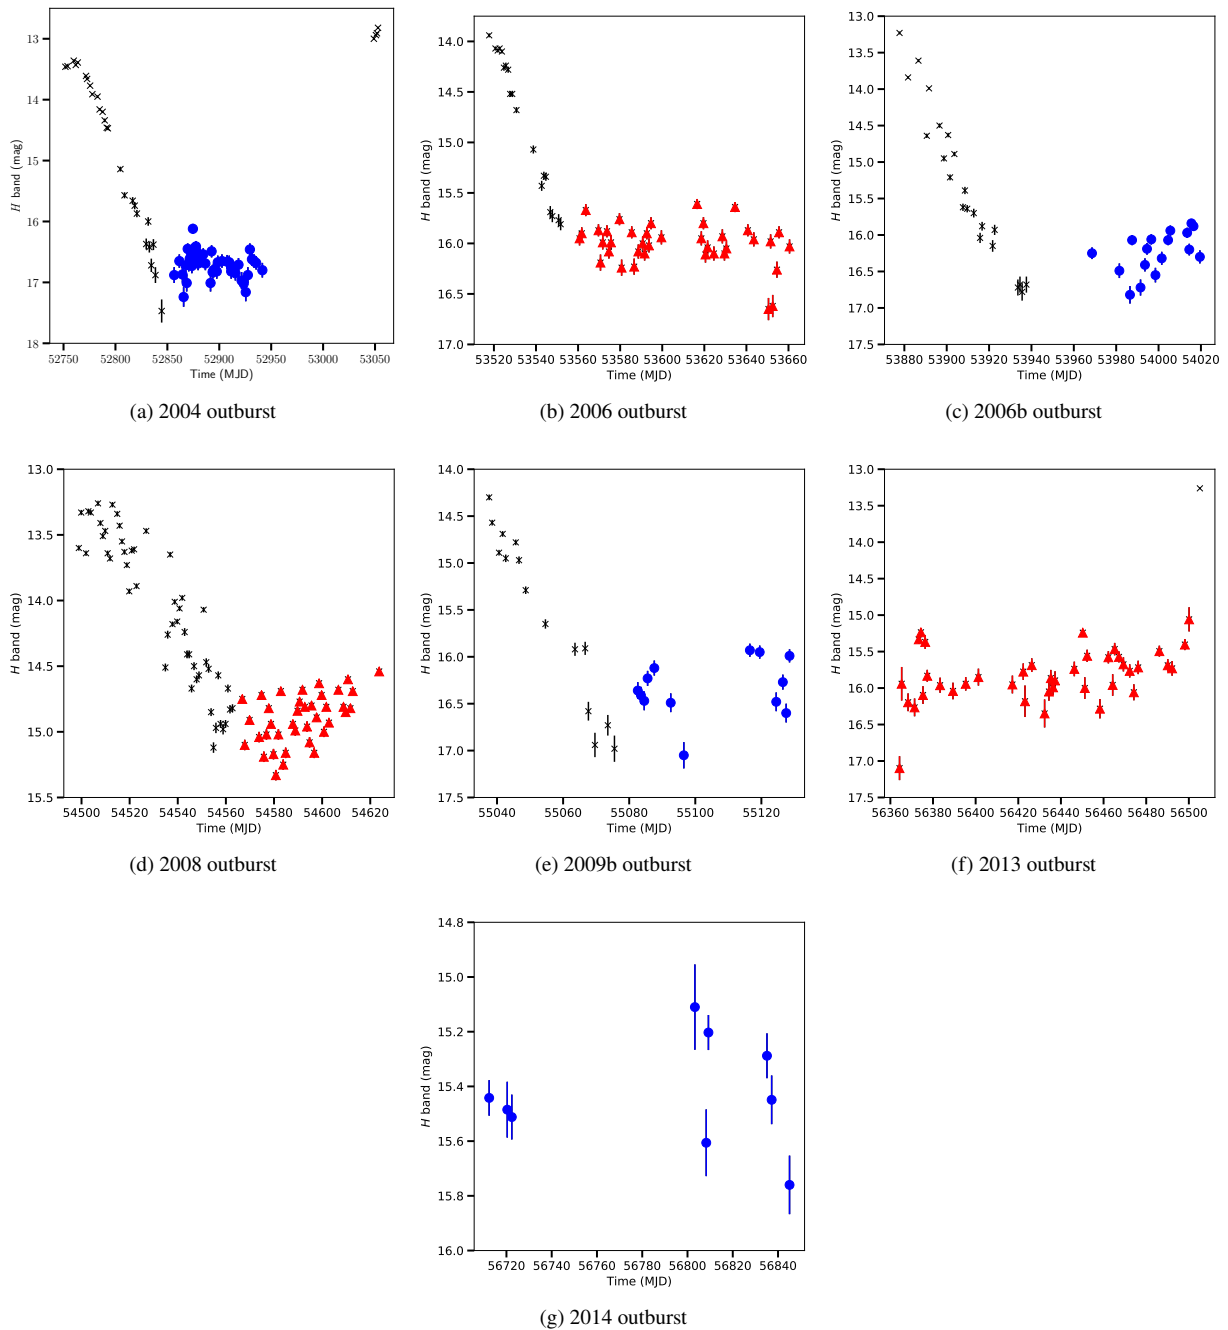 13
14
15
16
17
18
H band (mag)
52750 52800 52850 52900 52950 53000 53050
Time (MJD)
(a) 2004 outburst
14.0
14.5
15.0
15.5
16.0
16.5
17.0
H band (mag)
53520 53540 53560 53580 53600 53620 53640 53660
Time (MJD)
(b) 2006 outburst
13.0
13.5
14.0
14.5
15.0
15.5
16.0
16.5
17.0
17.5
H band (mag)
53880 53900 53920 53940 53960 53980 54000 54020
Time (MJD)
(c) 2006b outburst
13.0
13.5
14.0
14.5
15.0
15.5
H band (mag)
54500 54520 54540 54560 54580 54600 54620
Time (MJD)
(d) 2008 outburst
14.0
14.5
15.0
15.5
16.0
16.5
17.0
17.5
H band (mag)
55040 55060 55080 55100 55120
Time (MJD)
(e) 2009b outburst
13.0
13.5
14.0
14.5
15.0
15.5
16.0
16.5
17.0
17.5
H band (mag)
56360 56380 56400 56420 56440 56460 56480 56500
Time (MJD)
(f) 2013 outburst
14.8
15.0
15.2
15.4
15.6
15.8
16.0
H band (mag)
56720 56740 56760 56780 56800 56820 56840
Time (MJD)
(g) 2014 outburst